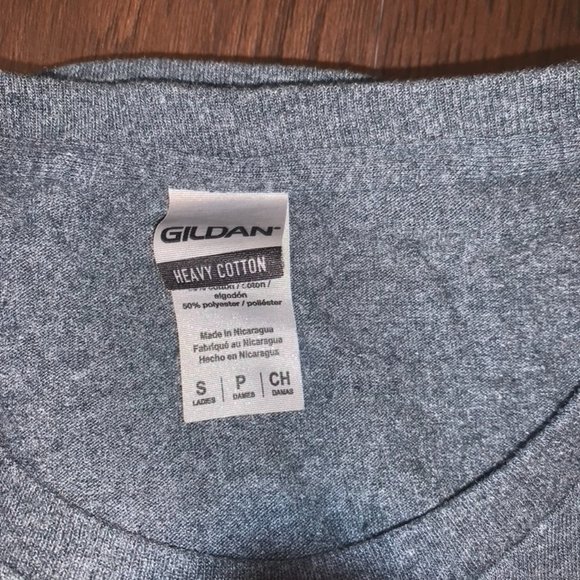 GILDAN
HEAVY COTTON
cotton / coton /
algodón
50% polyester / poliéster
Made in Nicaragua
Fabriqué au Nicaragua
Hecho en Nicaragua
S | P | CH
LADIES DAMES DAMAS